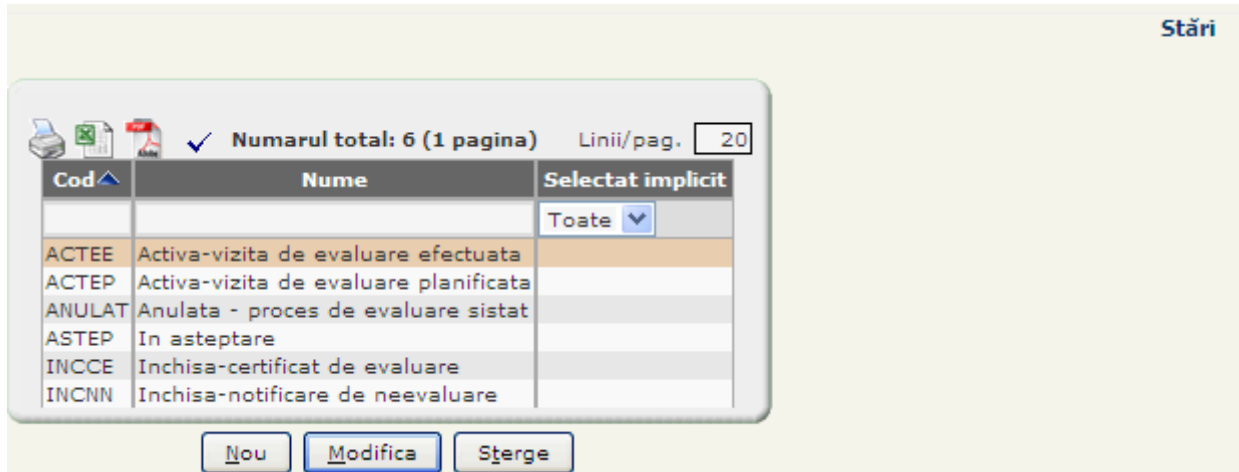 Stări
Numarul total: 6 (1 pagina) Linii/pag. 20
Cod Nume Selectat implicit
Toate
ACTEE Activa-vizita de evaluare efectuata
ACTEP Activa-vizita de evaluare planificata
ANULAT Anulata - proces de evaluare sistat
ASTEP In asteptare
INCCE Inchisa-certificat de evaluare
INCNN Inchisa-notificare de neevaluare
Nou Modifica Sterge